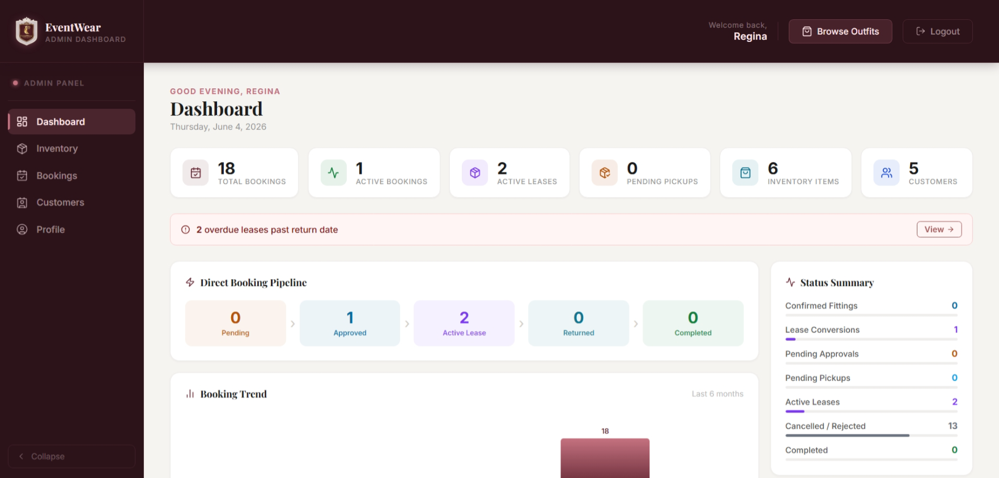 EventWear
ADMIN DASHBOARD
Welcome back,
Regina
Browse Outfits
Logout
ADMIN PANEL
Dashboard
Inventory
Bookings
Customers
Profile
Collapse
GOOD EVENING, REGINA
Dashboard
Thursday, June 4, 2026
18
TOTAL BOOKINGS
1
ACTIVE BOOKINGS
2
ACTIVE LEASES
0
PENDING PICKUPS
6
INVENTORY ITEMS
5
CUSTOMERS
2 overdue leases past return date
View →
Direct Booking Pipeline
0
Pending
1
Approved
2
Active Lease
0
Returned
0
Completed
Booking Trend
Last 6 months
18
Status Summary
Confirmed Fittings 0
Lease Conversions 1
Pending Approvals 0
Pending Pickups 0
Active Leases 2
Cancelled / Rejected 13
Completed 0